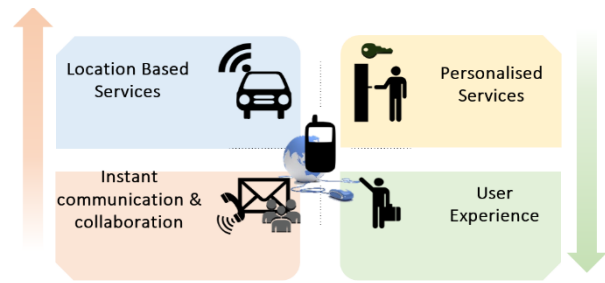 Location Based
Services
Personalised
Services
Instant
communication &
collaboration
User
Experience